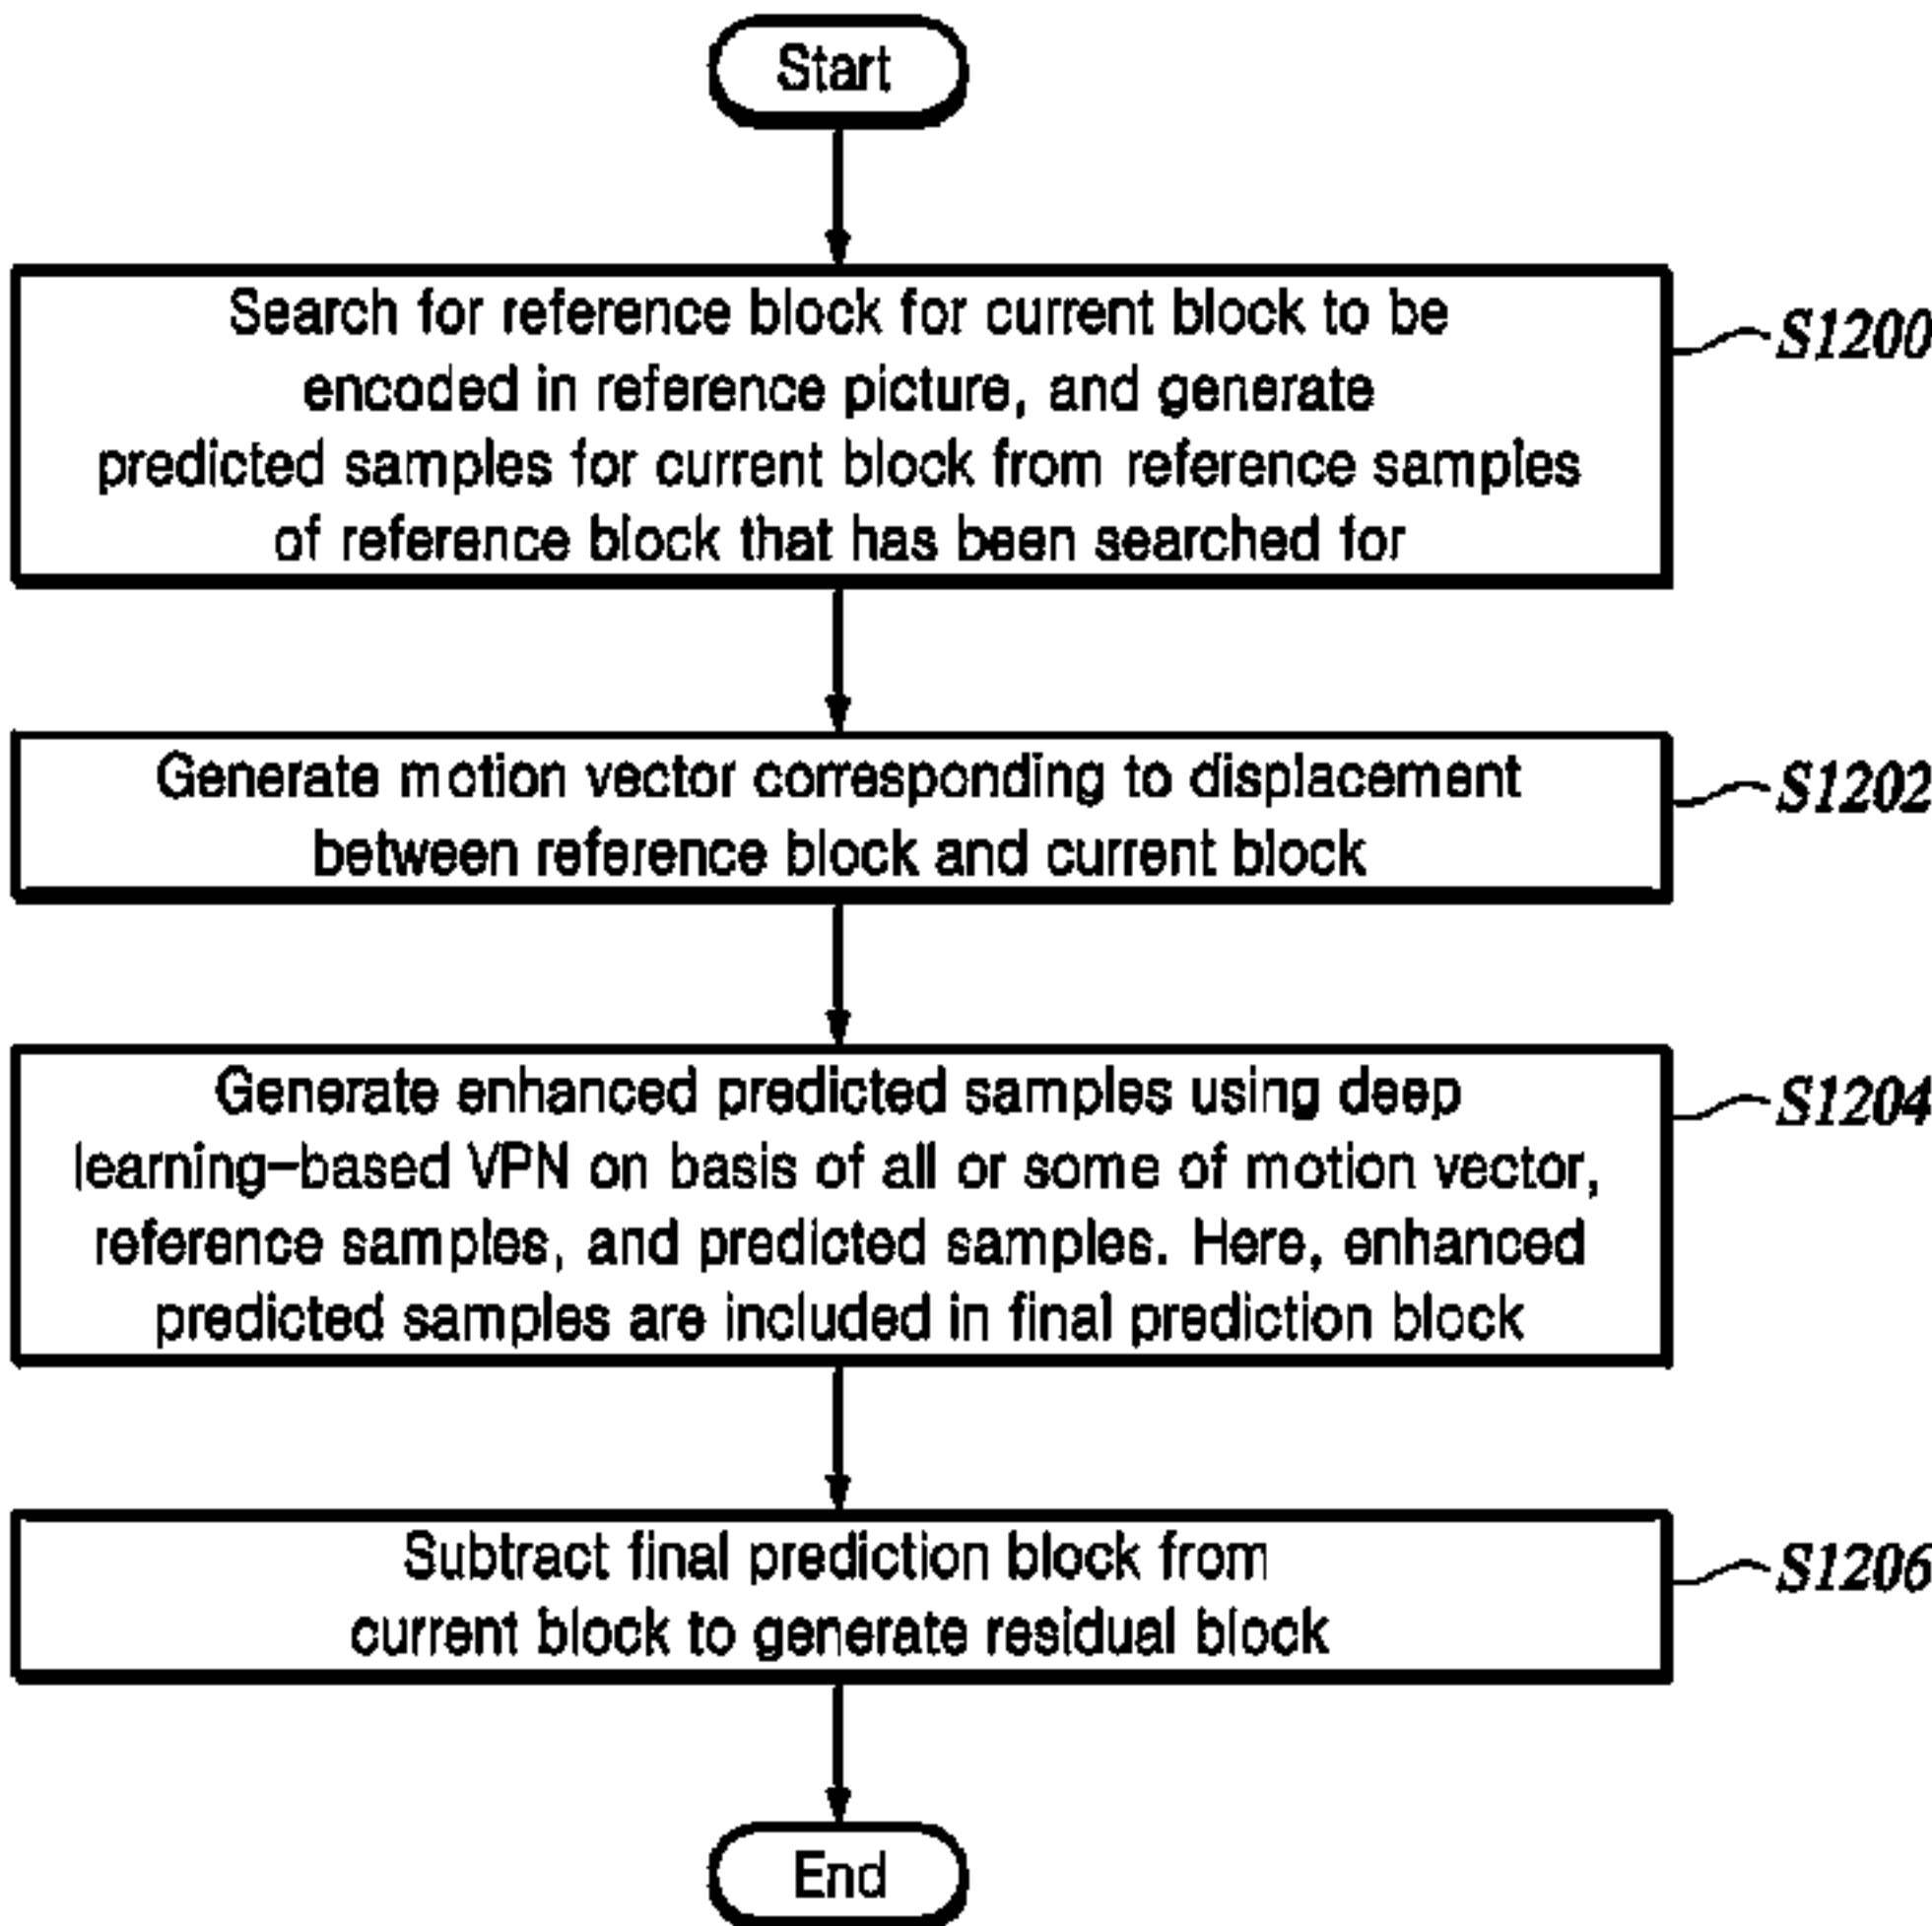 Start
Search for reference block for current block to be
encoded in reference picture, and generate
predicted samples for current block from reference samples
of reference block that has been searched for
S1200
Generate motion vector corresponding to displacement
between reference block and current block
S1202
Generate enhanced predicted samples using deep
learning-based VPN on basis of all or some of motion vector,
reference samples, and predicted samples. Here, enhanced
predicted samples are included in final prediction block
S1204
Subtract final prediction block from
current block to generate residual block
S1206
End